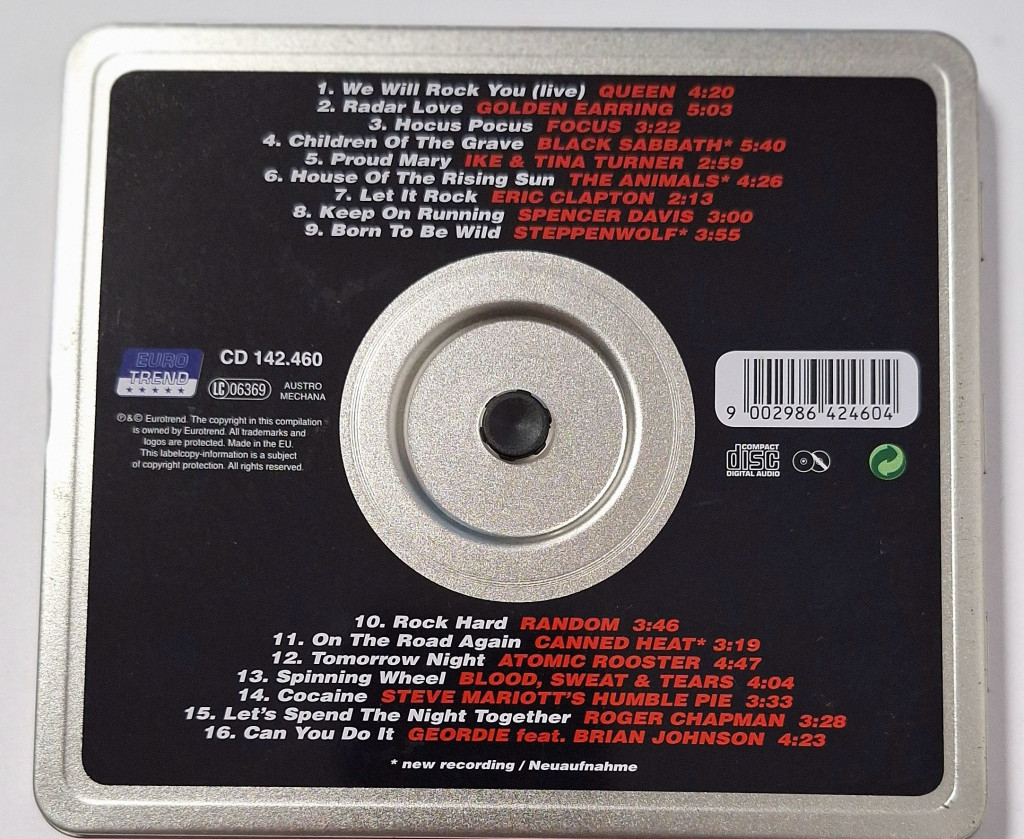 1. We Will Rock You (live) QUEEN 4:20
2. Radar Love GOLDEN EARRING 5:03
3. Hocus Pocus FOCUS 3:22
4. Children Of The Grave BLACK SABBATH* 5:40
5. Proud Mary IKE & TINA TURNER 2:59
6. House Of The Rising Sun THE ANIMALS* 4:26
7. Let It Rock ERIC CLAPTON 2:13
8. Keep On Running SPENCER DAVIS 3:00
9. Born To Be Wild STEPPENWOLF* 3:55
EURO
TREND
CD 142.460
LC 06369
AUSTRO
MECHANA
℗&© Eurotrend. The copyright in this compilation
is owned by Eurotrend. All trademarks and
logos are protected. Made in the EU.
This labelcopy-information is a subject
of copyright protection. All rights reserved.
9 002986 424604
COMPACT
disc
DIGITAL AUDIO
10. Rock Hard RANDOM 3:46
11. On The Road Again CANNED HEAT* 3:19
12. Tomorrow Night ATOMIC ROOSTER 4:47
13. Spinning Wheel BLOOD, SWEAT & TEARS 4:04
14. Cocaine STEVE MARIOTT'S HUMBLE PIE 3:33
15. Let's Spend The Night Together ROGER CHAPMAN 3:28
16. Can You Do It GEORDIE feat. BRIAN JOHNSON 4:23
* new recording / Neuaufnahme